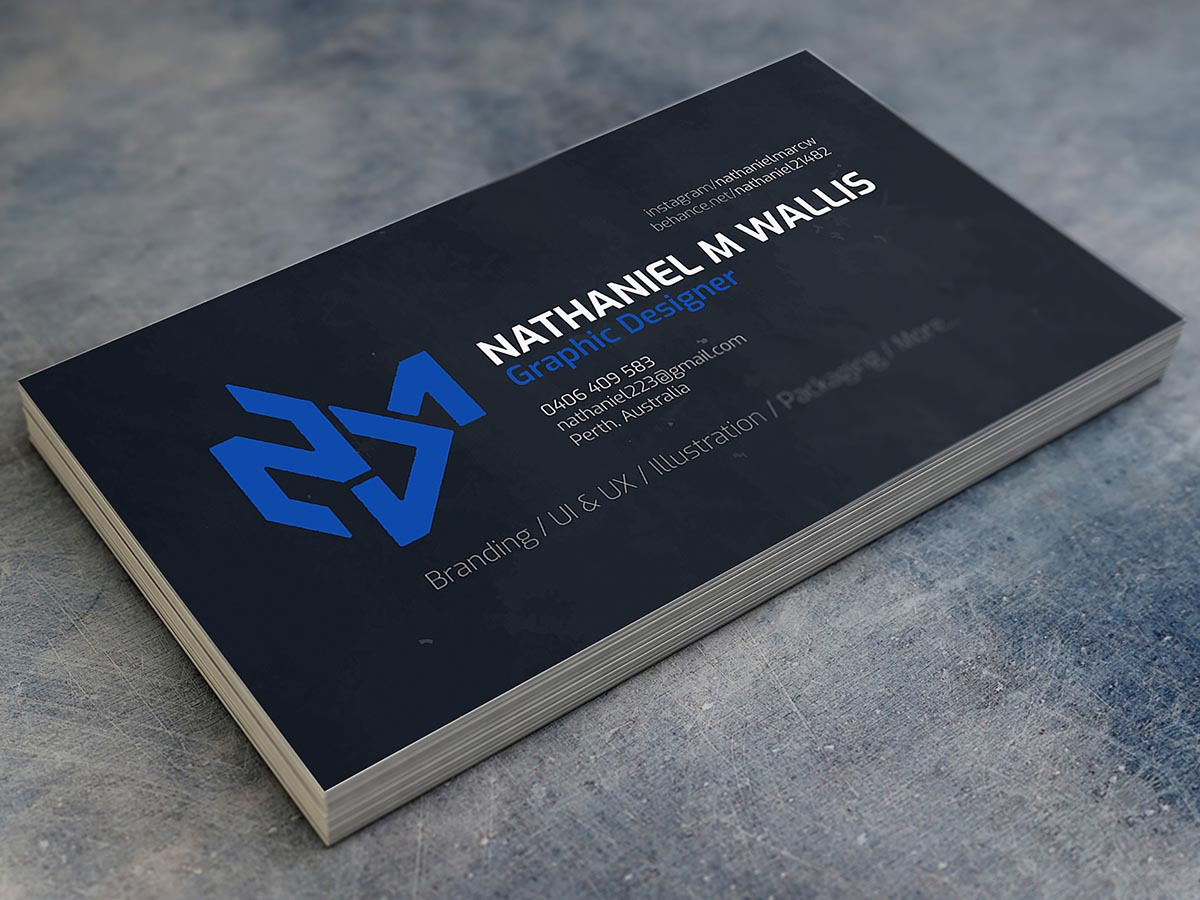 instagram/nathanielmarcw
behance.net/nathaniel21482
NATHANIEL M WALLIS
Graphic Designer
0406 409 583
nathaniel223@gmail.com
Perth. Australia
Branding / UI & UX / Illustration / Packaging / More...